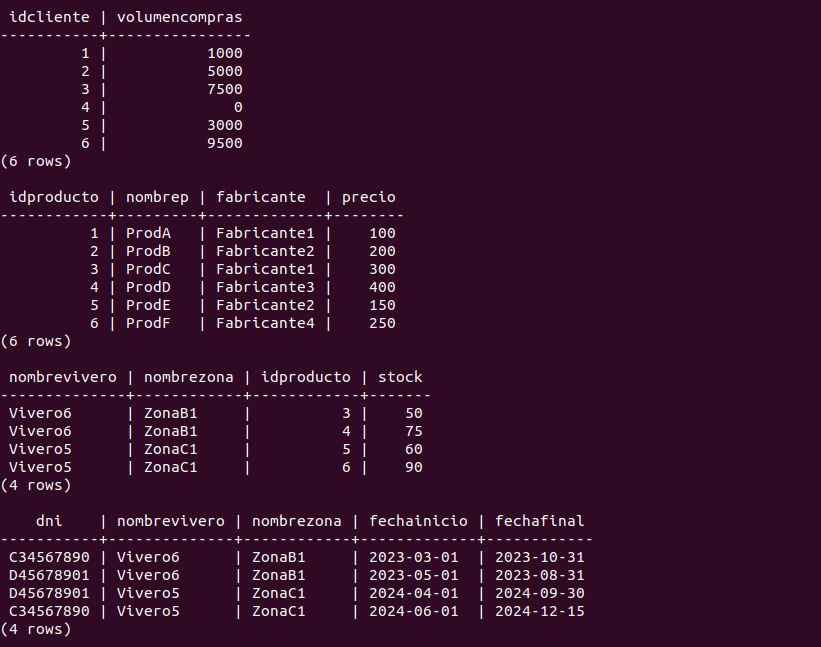 idcliente | volumencompras
-----------+----------------
         1 |           1000
         2 |           5000
         3 |           7500
         4 |              0
         5 |           3000
         6 |           9500
(6 rows)

 idproducto | nombrep | fabricante  | precio
------------+---------+-------------+--------
          1 | ProdA   | Fabricante1 |    100
          2 | ProdB   | Fabricante2 |    200
          3 | ProdC   | Fabricante1 |    300
          4 | ProdD   | Fabricante3 |    400
          5 | ProdE   | Fabricante2 |    150
          6 | ProdF   | Fabricante4 |    250
(6 rows)

 nombrevivero | nombrezona | idproducto | stock
--------------+------------+------------+-------
 Vivero6      | ZonaB1     |          3 |    50
 Vivero6      | ZonaB1     |          4 |    75
 Vivero5      | ZonaC1     |          5 |    60
 Vivero5      | ZonaC1     |          6 |    90
(4 rows)

    dni    | nombrevivero | nombrezona | fechainicio | fechafinal
-----------+--------------+------------+-------------+------------
 C34567890 | Vivero6      | ZonaB1     | 2023-03-01  | 2023-10-31
 D45678901 | Vivero6      | ZonaB1     | 2023-05-01  | 2023-08-31
 D45678901 | Vivero5      | ZonaC1     | 2024-04-01  | 2024-09-30
 C34567890 | Vivero5      | ZonaC1     | 2024-06-01  | 2024-12-15
(4 rows)